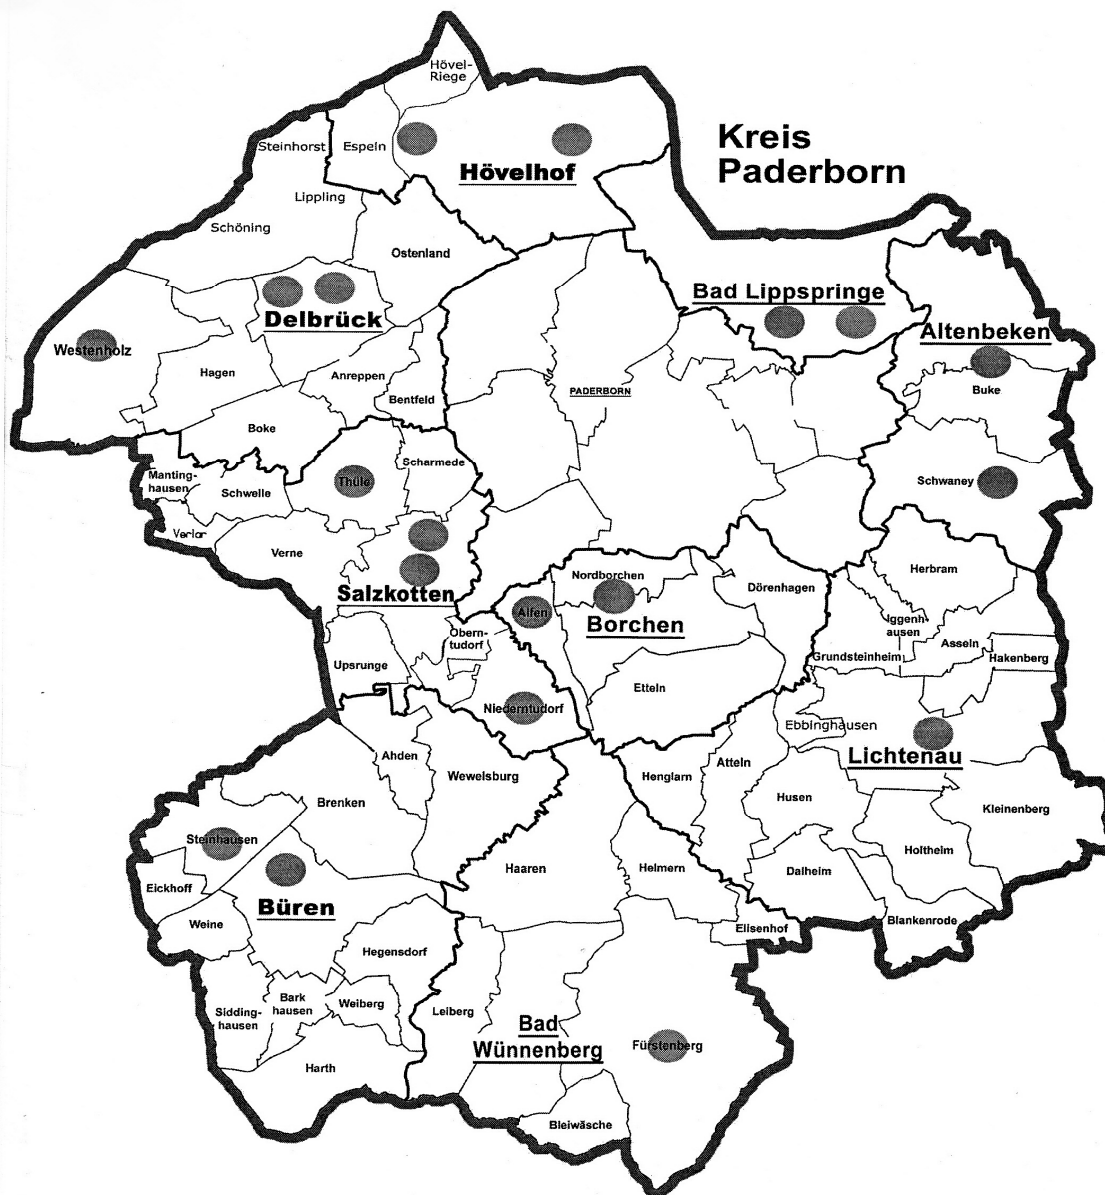 Hövel-
Riege
Kreis
Paderborn
Steinhorst
Espeln
Hövelhof
Lippling
Schöning
Ostenland
Bad Lippspringe
Delbrück
Altenbeken
Westenholz
Hagen
Anreppen
PADERBORN
Buke
Bentfeld
Boke
Scharmede
Manting-
hausen
Schwelle
Thüle
Schwaney
Verlar
Verne
Nordborchen
Herbram
Salzkotten
Dörenhagen
Alfen
Borchen
Iggenh
ausen
Obern-
tudorf
Asseln
Grundsteinheim
Hakenberg
Upsrunge
Etteln
Niederntudorf
Ebbinghausen
Lichtenau
Ahden
Wewelsburg
Henglarn
Atteln
Husen
Brenken
Kleinenberg
Steinhausen
Holtheim
Haaren
Helmern
Dalheim
Eickhoff
Büren
Weine
Elisenhof
Blankenrode
Hegensdorf
Sidding-
hausen
Bark
hausen
Weiberg
Leiberg
Bad
Wünnenberg
Fürstenberg
Harth
Bleiwäsche